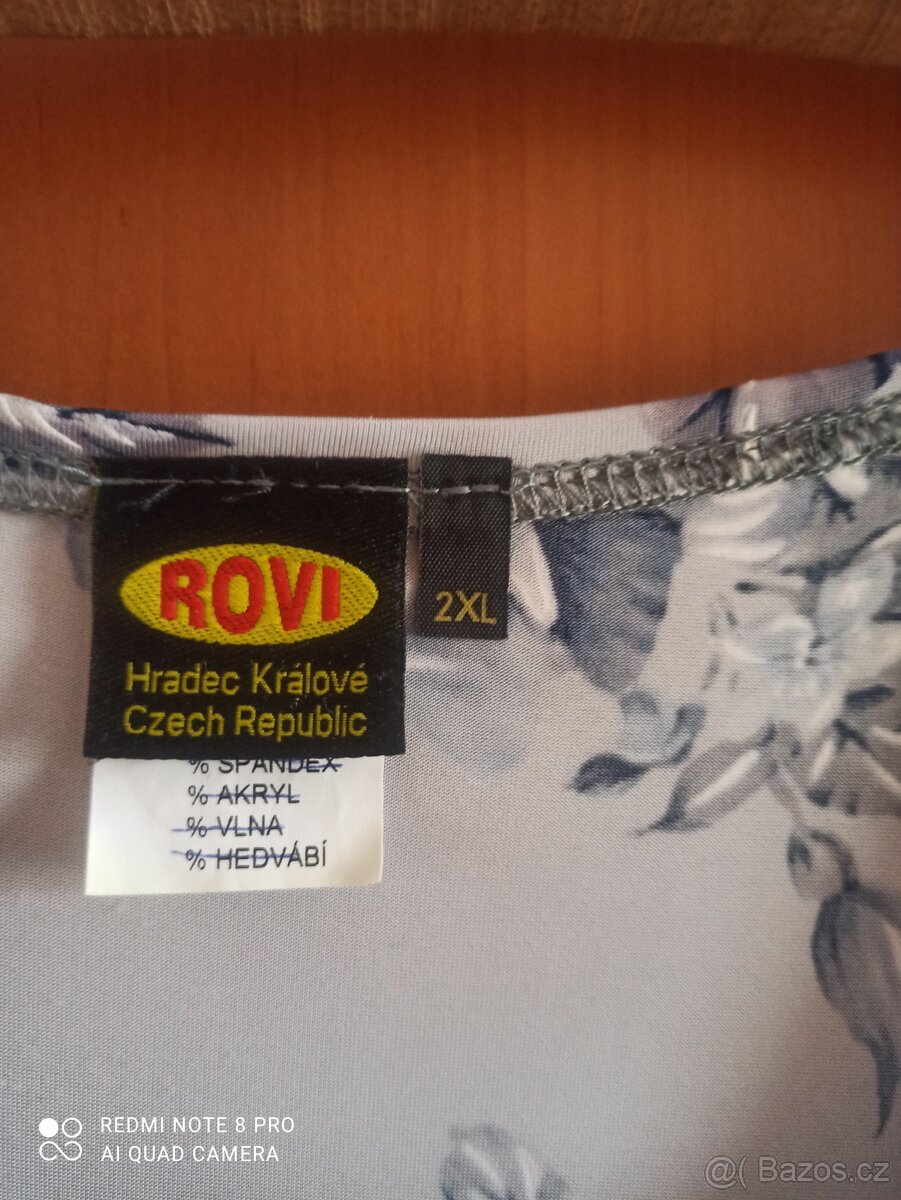 ROVI
Hradec Králové
Czech Republic
2XL
% SPANDEX
% AKRYL
% VLNA
% HEDVÁBÍ
REDMI NOTE 8 PRO
AI QUAD CAMERA
@( Bazos.cz